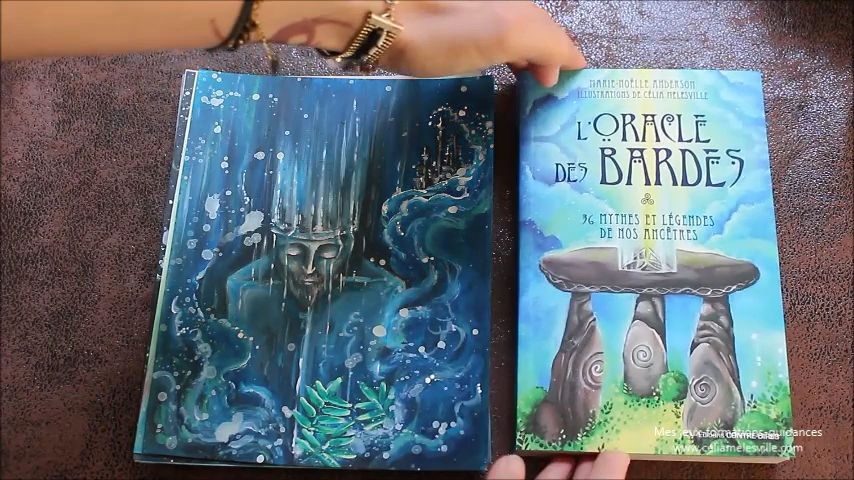 MARIE-NOËLLE ANDERSON
ILLUSTRATIONS DE CÉLIA MELESVILLE
L'ORACLE
DES BARDES
36 MYTHES ET LÉGENDES
DE NOS ANCÊTRES
Mes jeux-formations-guidances
www.celiamelesville.com